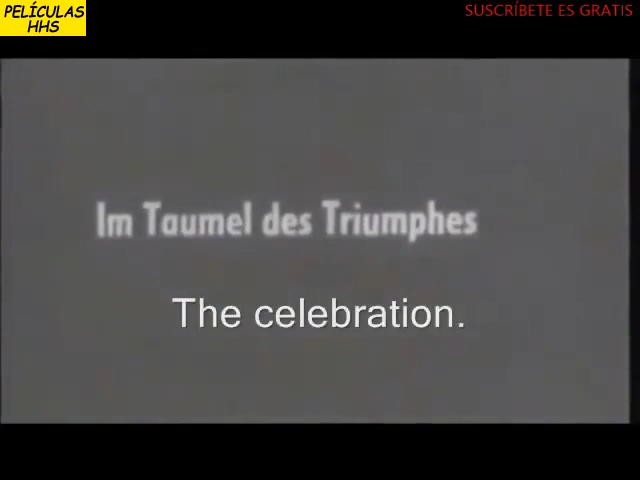 PELÍCULAS
HHS
SUSCRÍBETE ES GRATIS
Im Taumel des Triumphes
The celebration.